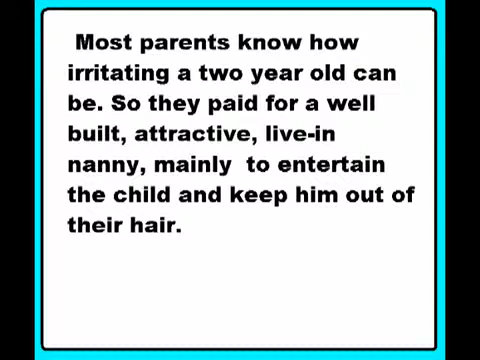 Most parents know how
irritating a two year old can
be. So they paid for a well
built, attractive, live-in
nanny, mainly  to entertain
the child and keep him out of
their hair.